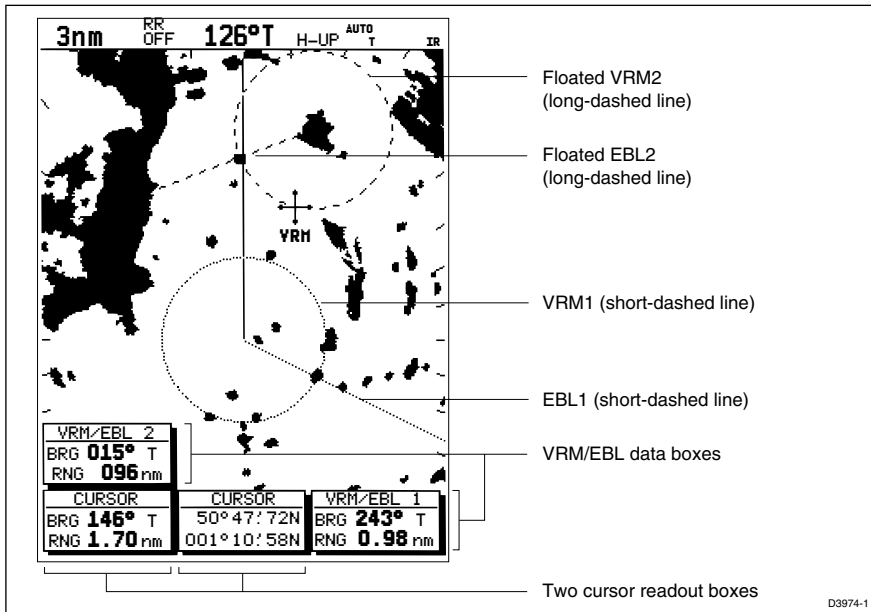 3nm RR OFF 126°T H-UP AUTO T IR
Floated VRM2
(long-dashed line)
Floated EBL2
(long-dashed line)
VRM
VRM1 (short-dashed line)
EBL1 (short-dashed line)
VRM/EBL data boxes
VRM/EBL 2
BRG 015° T
RNG 096nm
CURSOR
BRG 146° T
RNG 1.70nm
CURSOR
50°47.'72N
001°10.'58N
VRM/EBL 1
BRG 243° T
RNG 0.98nm
Two cursor readout boxes
D3974-1